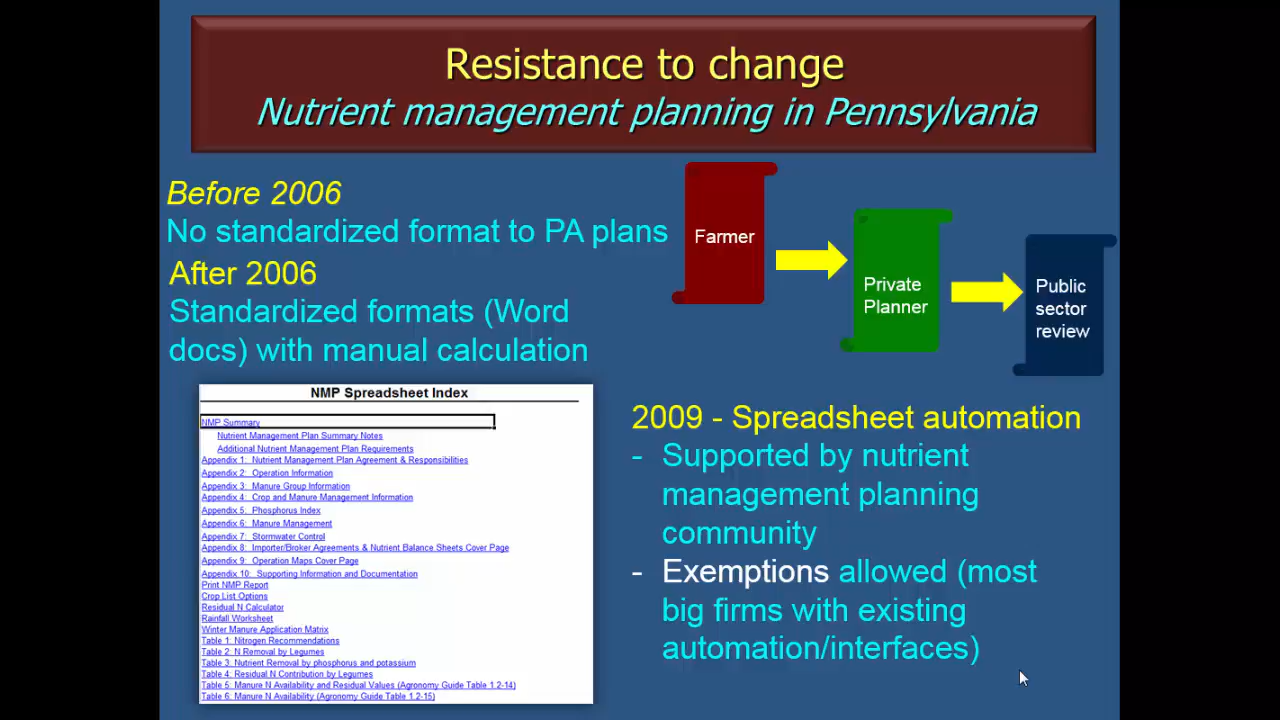 Resistance to change
Nutrient management planning in Pennsylvania
Before 2006
No standardized format to PA plans
After 2006
Standardized formats (Word
docs) with manual calculation
Farmer
Private
Planner
Public
sector
review
NMP Spreadsheet Index
NMP Summary
Nutrient Management Plan Summary Notes
Additional Nutrient Management Plan Requirements
Appendix 1: Nutrient Management Plan Agreement & Responsibilities
Appendix 2: Operation Information
Appendix 3: Manure Group Information
Appendix 4: Crop and Manure Management Information
Appendix 5: Phosphorus Index
Appendix 6: Manure Management
Appendix 7: Stormwater Control
Appendix 8: Importer/Broker Agreements & Nutrient Balance Sheets Cover Page
Appendix 9: Operation Maps Cover Page
Appendix 10: Supporting Information and Documentation
Print NMP Report
Crop List Options
Residual N Calculator
Rainfall Worksheet
Winter Manure Application Matrix
Table 1: Nitrogen Recommendations
Table 2: N Removal by Legumes
Table 3: Nutrient Removal by phosphorus and potassium
Table 4: Residual N Contribution by Legumes
Table 5: Manure N Availability and Residual Values (Agronomy Guide Table 1.2-14)
Table 6: Manure N Availability (Agronomy Guide Table 1.2-15)
2009 - Spreadsheet automation
- Supported by nutrient
management planning
community
- Exemptions allowed (most
big firms with existing
automation/interfaces)